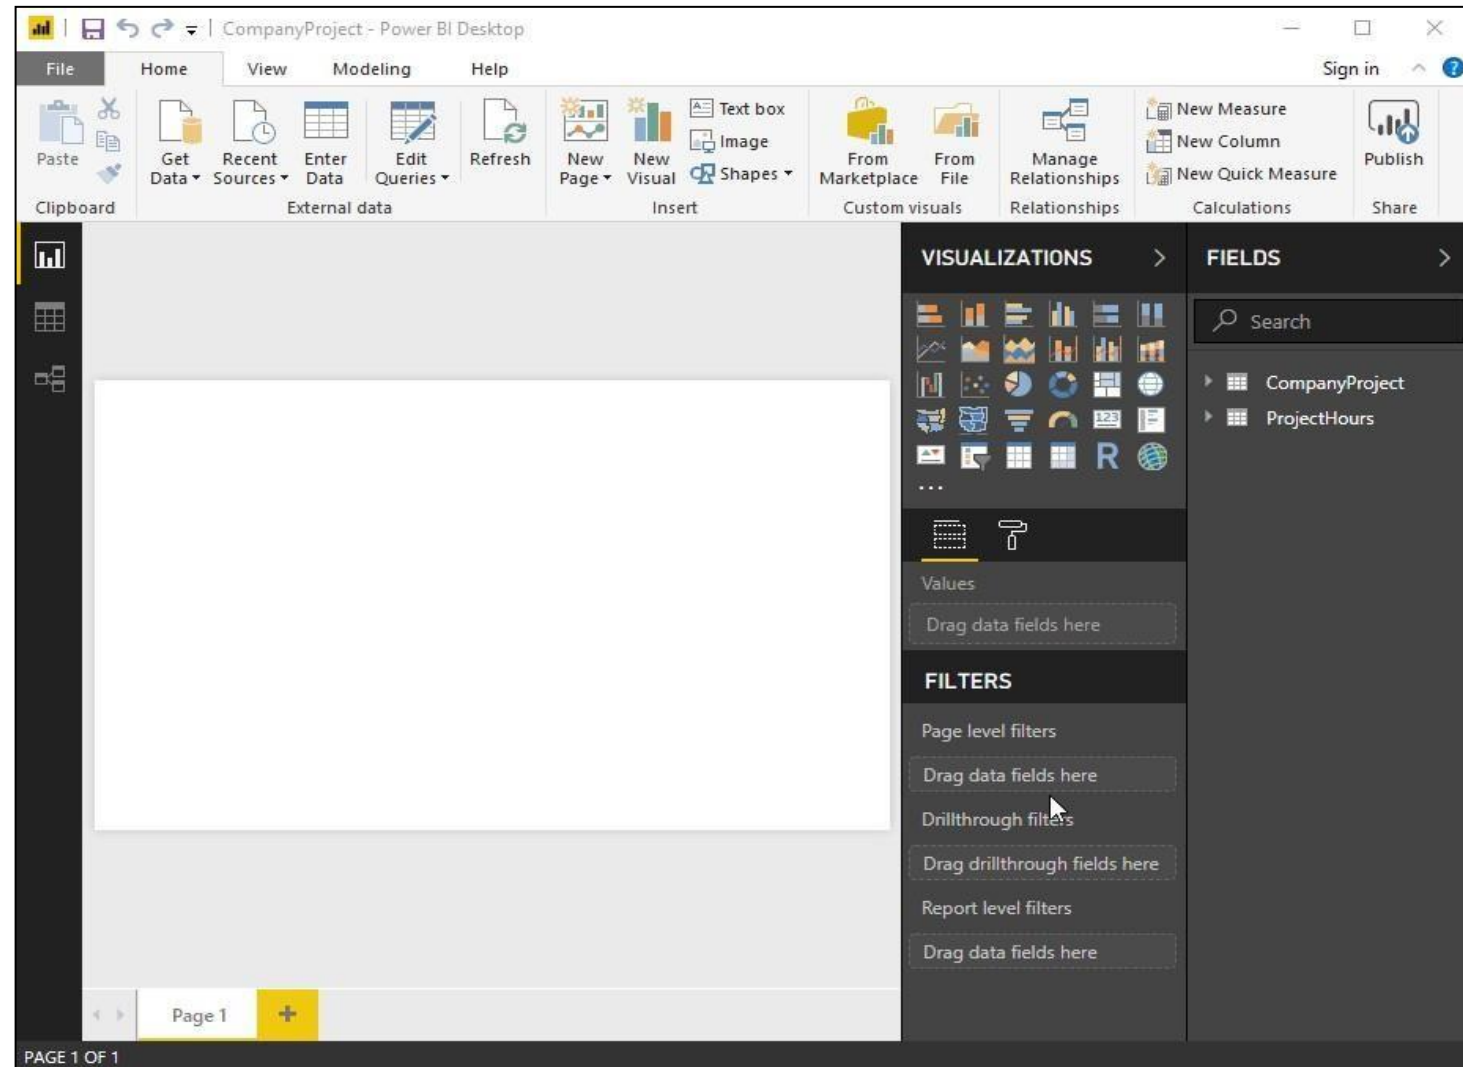 CompanyProject - Power BI Desktop
File Home View Modeling Help Sign in ?
Paste
Get Data
Recent Sources
Enter Data
Edit Queries
Refresh
New Page
New Visual
Text box
Image
Shapes
From Marketplace
From File
Manage Relationships
New Measure
New Column
New Quick Measure
Publish
Clipboard External data Insert Custom visuals Relationships Calculations Share
VISUALIZATIONS
123
R
...
Values
Drag data fields here
FILTERS
Page level filters
Drag data fields here
Drillthrough filters
Drag drillthrough fields here
Report level filters
Drag data fields here
FIELDS
Search
CompanyProject
ProjectHours
Page 1 +
PAGE 1 OF 1